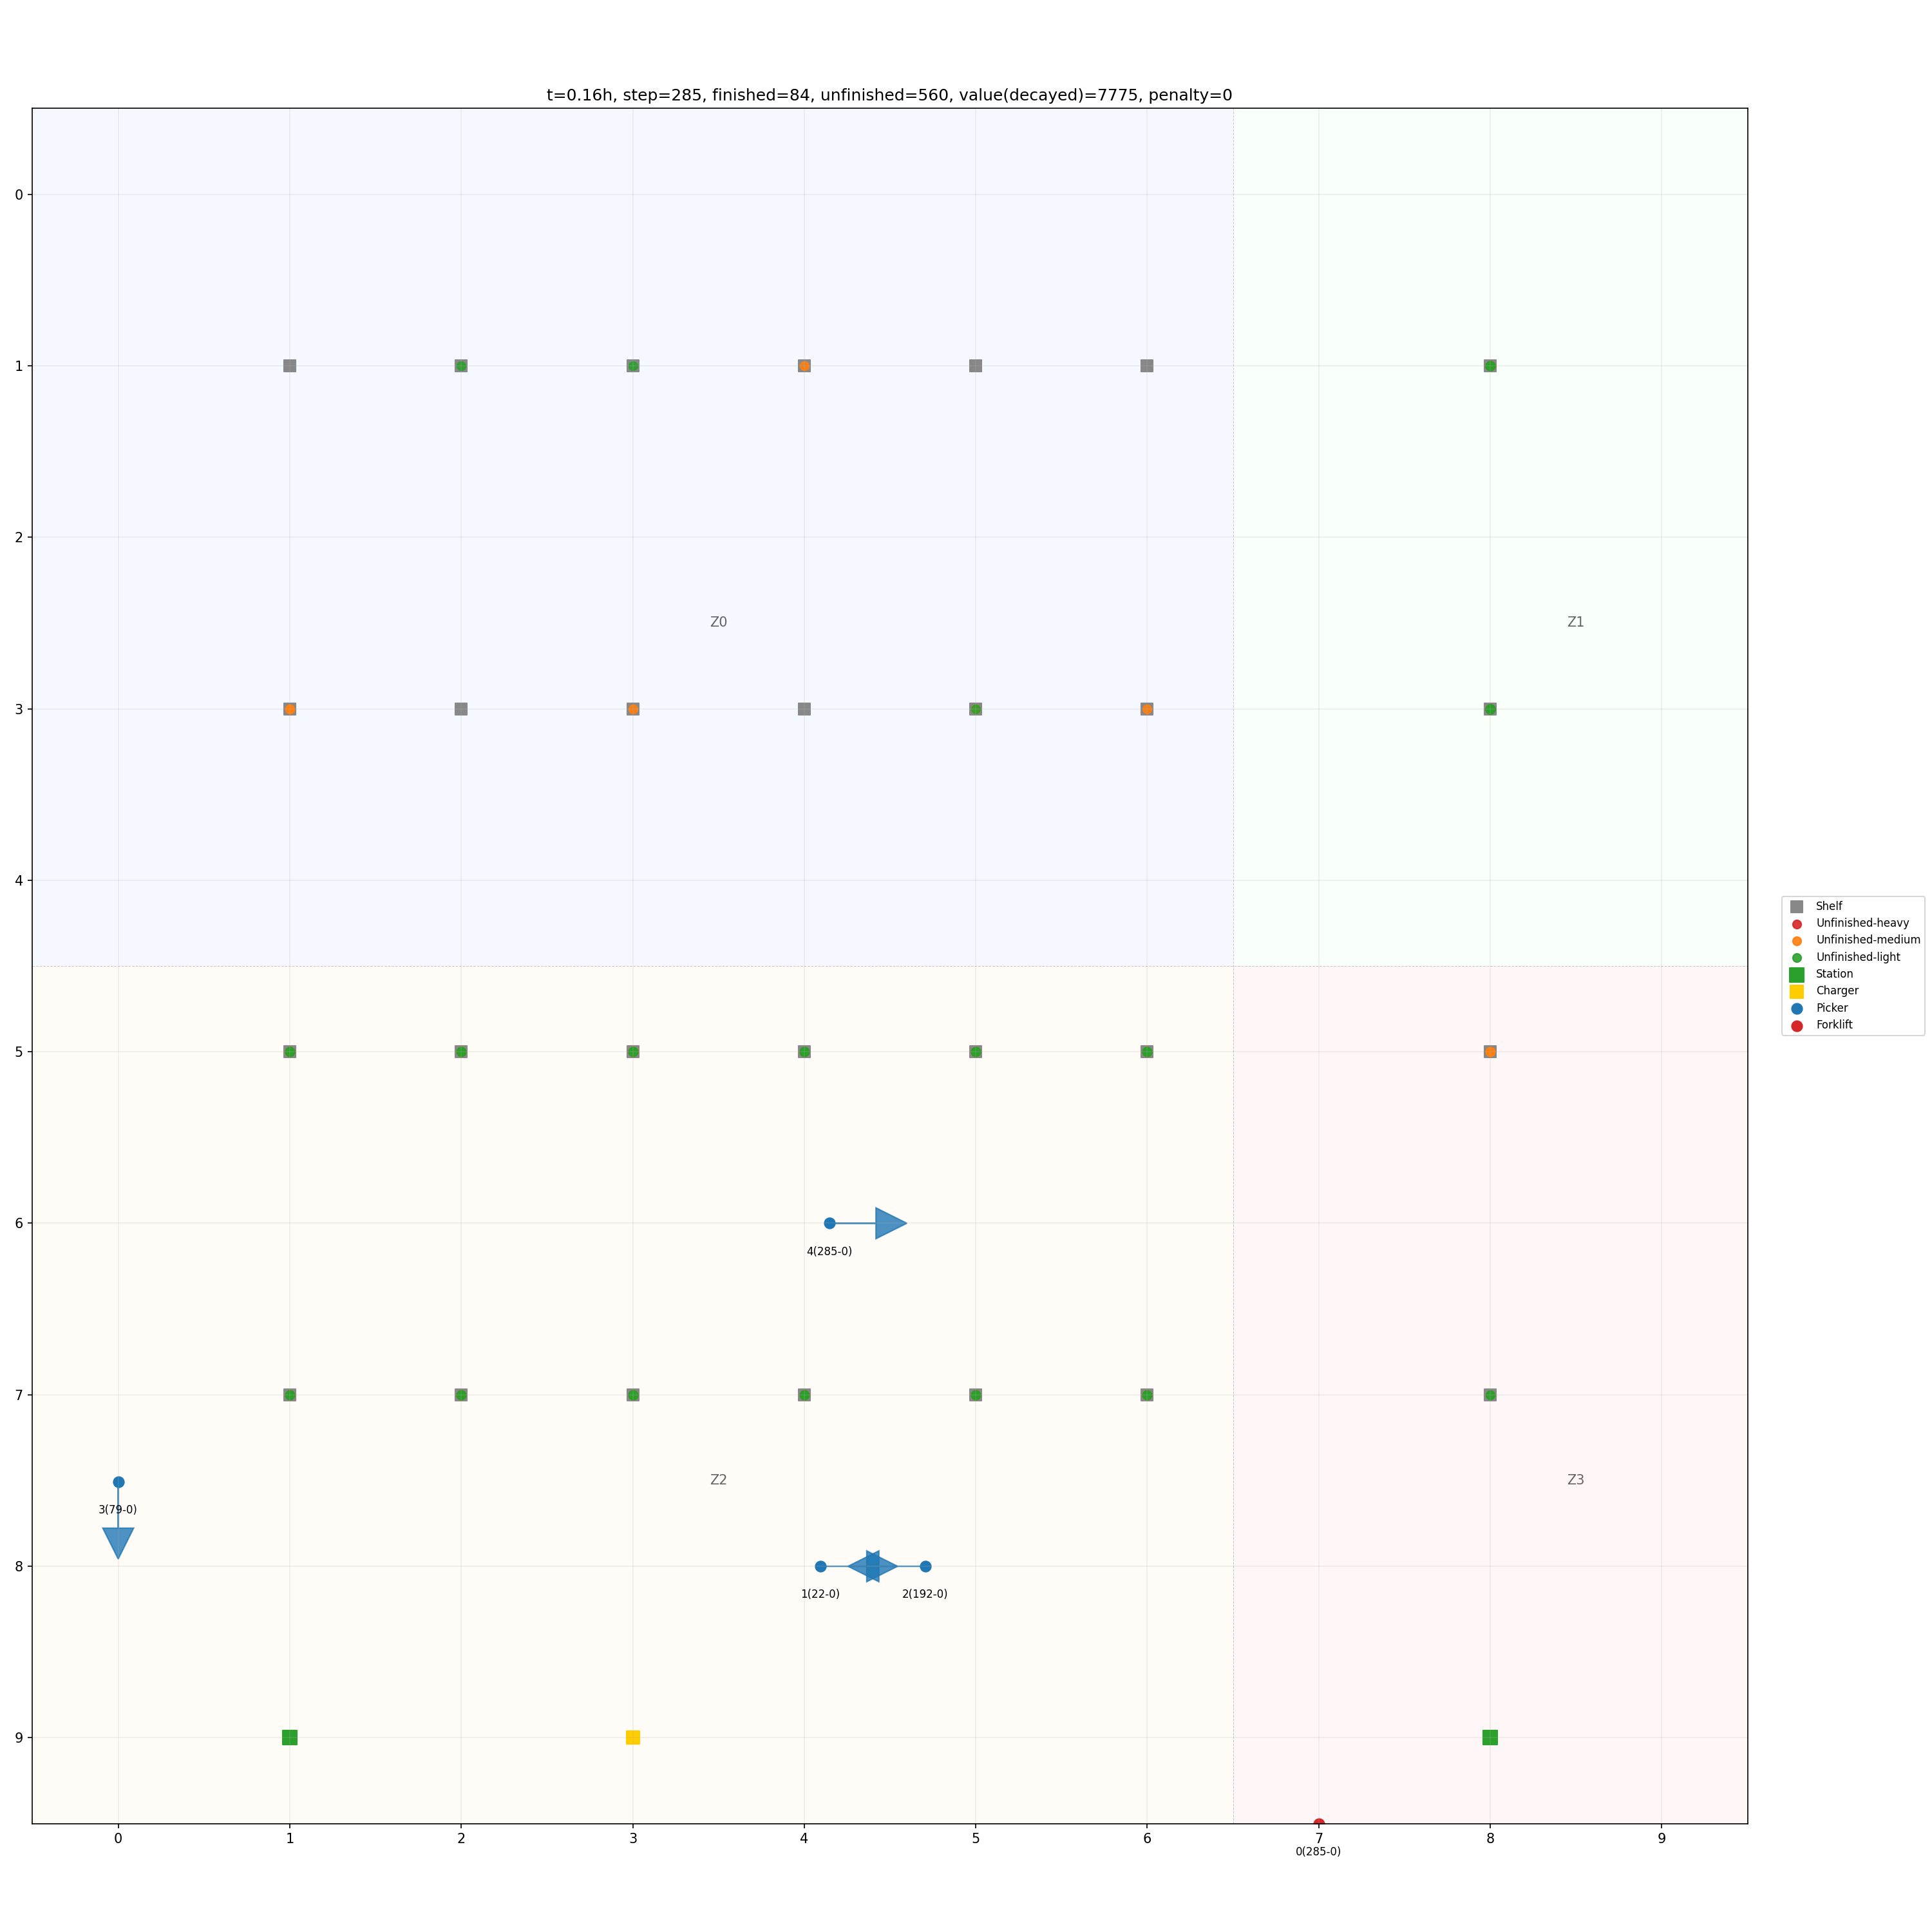 t=0.16h, step=285, finished=84, unfinished=560, value(decayed)=7775, penalty=0
0
1
2
Z0
Z1
3
4
Shelf
Unfinished-heavy
Unfinished-medium
Unfinished-light
Station
Charger
Picker
Forklift
5
6
4(285-0)
7
Z2
Z3
3(79-0)
8
1(22-0)
2(192-0)
9
0 1 2 3 4 5 6 7 8 9
0(285-0)